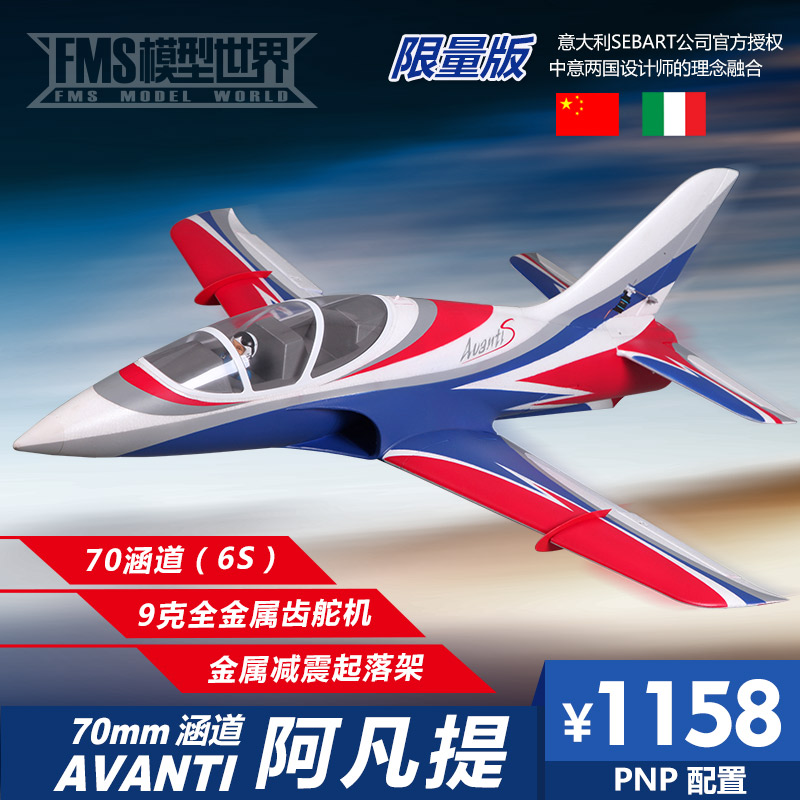 FMS模型世界
FMS MODEL WORLD
限量版
意大利SEBART公司官方授权
中意两国设计师的理念融合
Avanti S
70涵道（6S）
9克全金属齿舵机
金属减震起落架
70mm 涵道
AVANTI 阿凡提
¥1158
PNP 配置